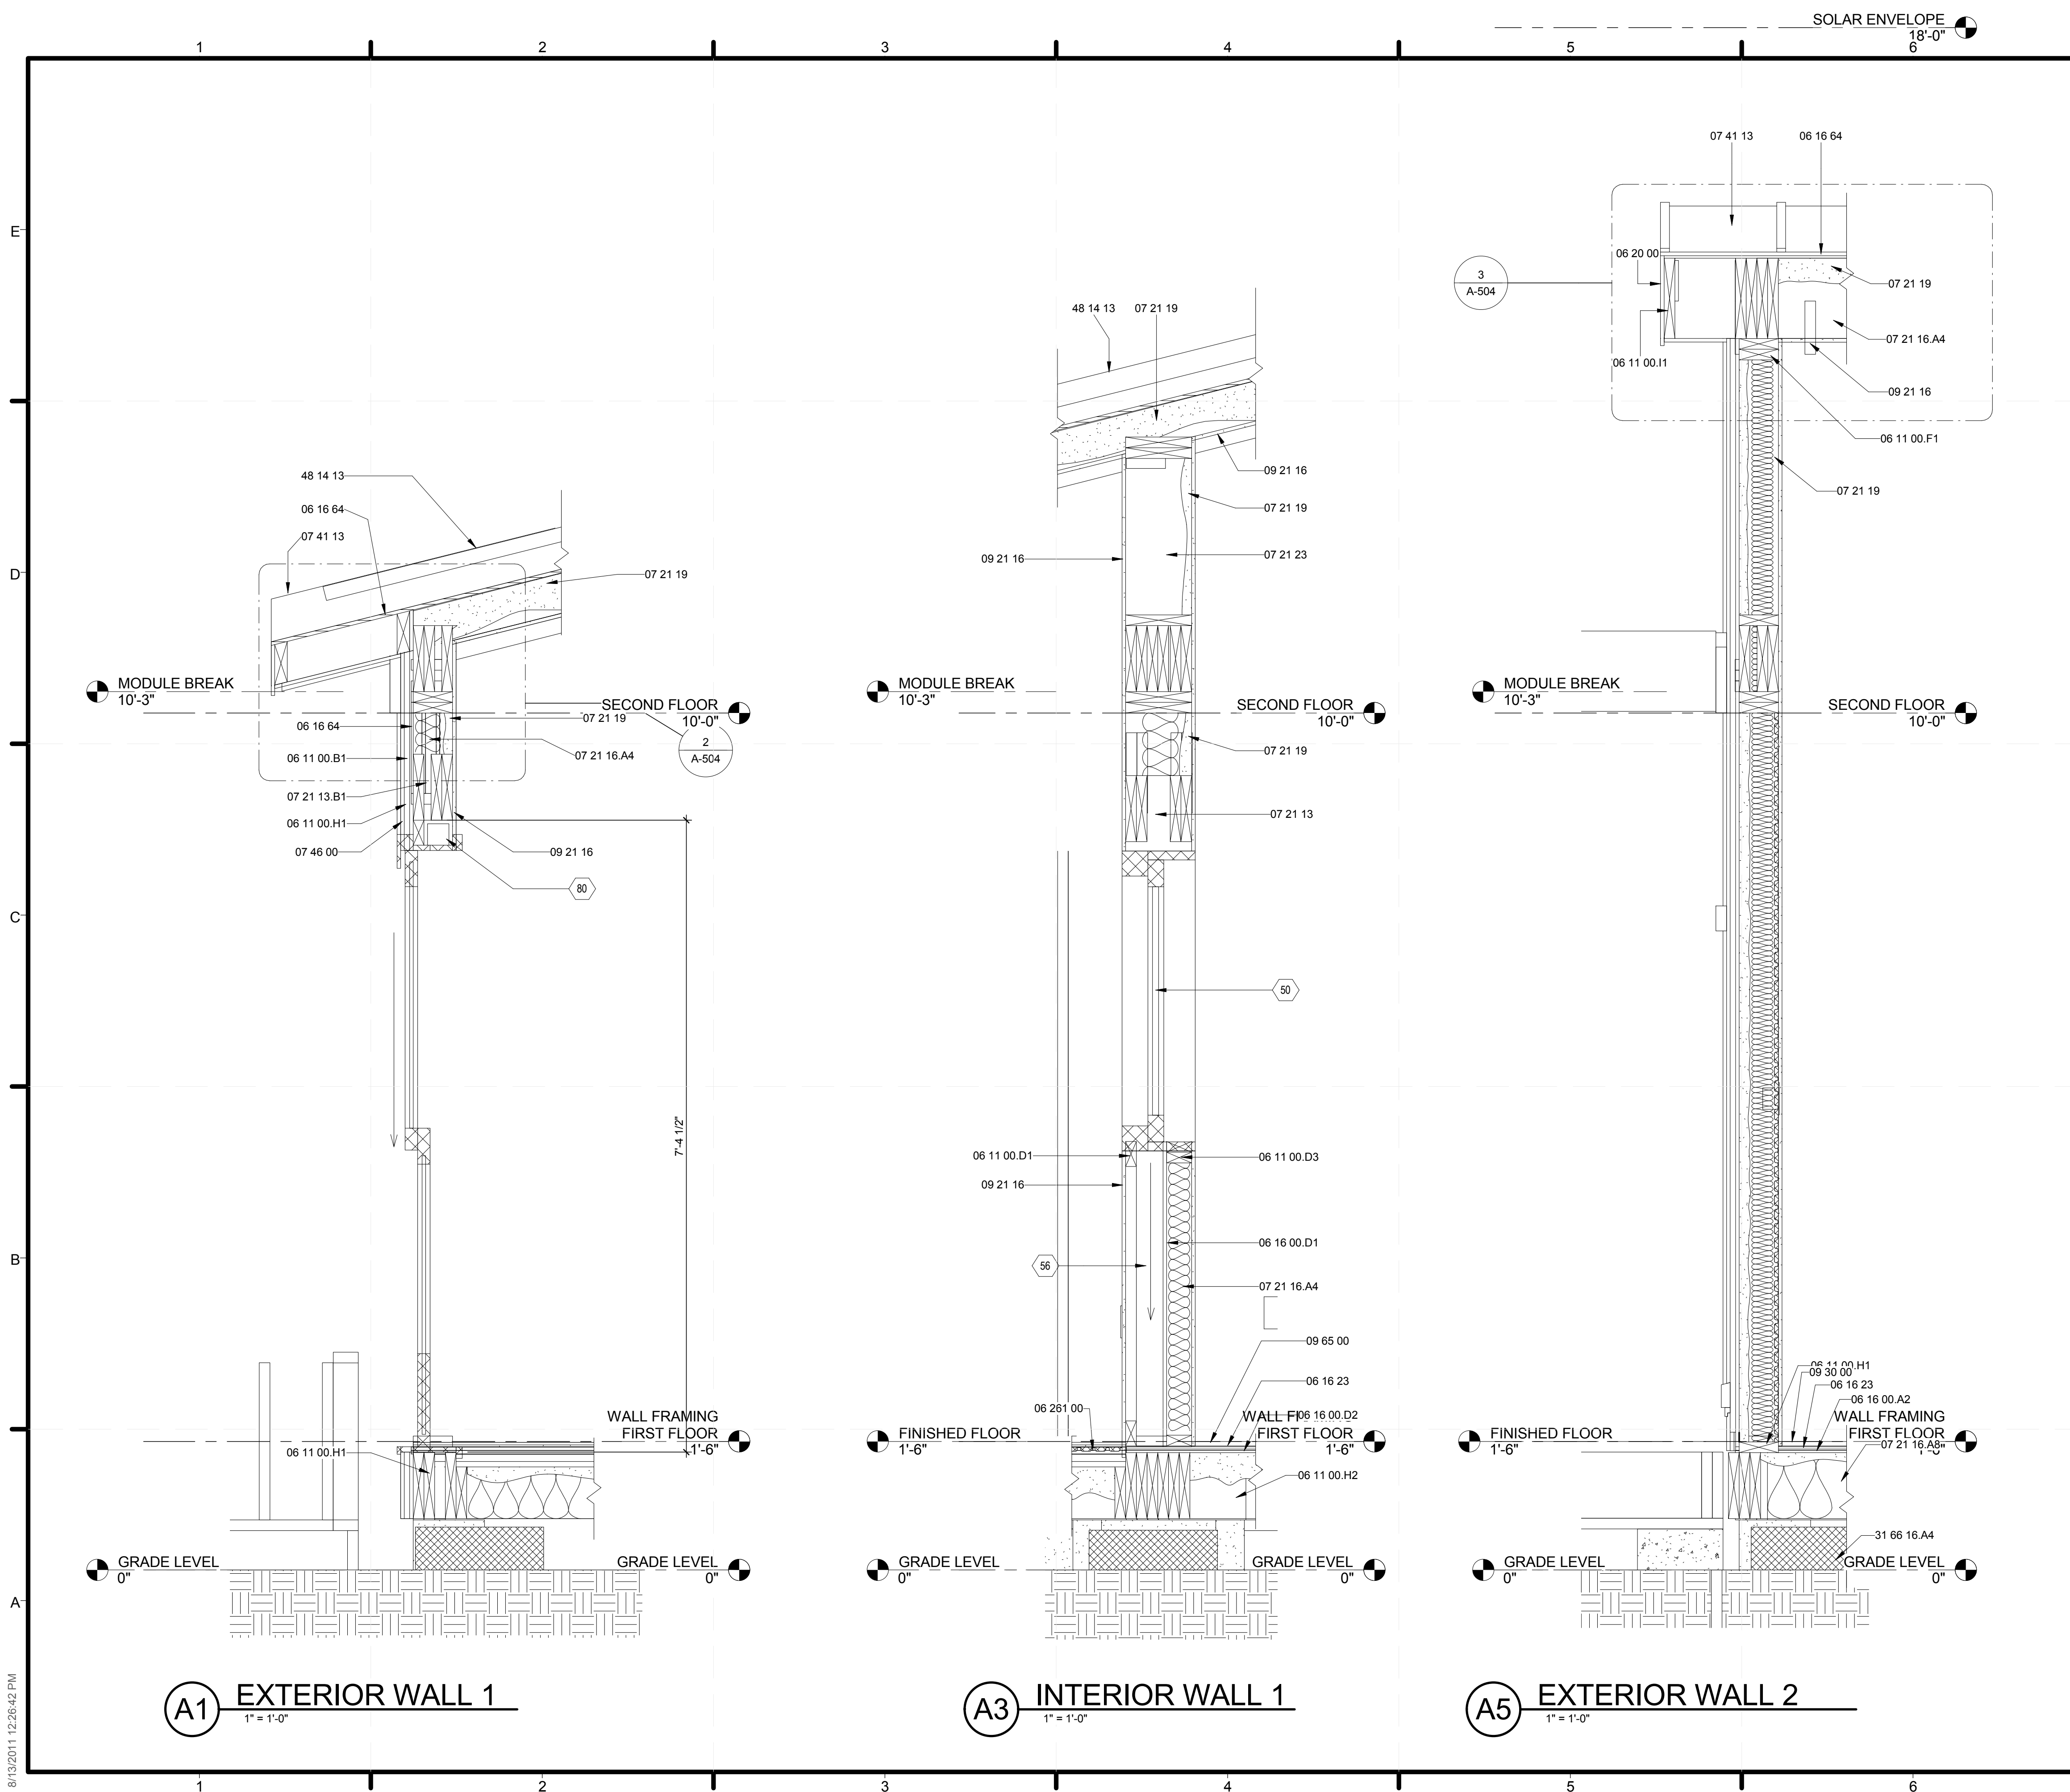 SOLAR ENVELOPE
18'-0"
1 2 3 4 5 6
E
D
C
B
A
48 14 13
06 16 64
07 41 13
07 21 19
MODULE BREAK
10'-3"
SECOND FLOOR
10'-0"
07 21 19
06 16 64
2
A-504
07 21 16.A4
06 11 00.B1
07 21 13.B1
06 11 00.H1
07 46 00
09 21 16
80
7'-4 1/2"
WALL FRAMING
FIRST FLOOR
1'-6"
06 11 00.H1
GRADE LEVEL
0"
GRADE LEVEL
0"
A1 EXTERIOR WALL 1
1" = 1'-0"
48 14 13
07 21 19
09 21 16
07 21 19
09 21 16
07 21 23
MODULE BREAK
10'-3"
SECOND FLOOR
10'-0"
07 21 19
07 21 13
50
06 11 00.D1
06 11 00.D3
09 21 16
06 16 00.D1
56
07 21 16.A4
09 65 00
06 16 23
06 261 00
06 16 00.D2
FINISHED FLOOR
1'-6"
FIRST FLOOR
1'-6"
06 11 00.H2
GRADE LEVEL
0"
GRADE LEVEL
0"
A3 INTERIOR WALL 1
1" = 1'-0"
07 41 13
06 16 64
06 20 00
3
A-504
07 21 19
07 21 16.A4
06 11 00.I1
09 21 16
06 11 00.F1
07 21 19
MODULE BREAK
10'-3"
SECOND FLOOR
10'-0"
06 11 00.H1
09 30 00
06 16 23
06 16 00.A2
WALL FRAMING
FIRST FLOOR
07 21 16.A8
FINISHED FLOOR
1'-6"
31 66 16.A4
GRADE LEVEL
0"
GRADE LEVEL
0"
A5 EXTERIOR WALL 2
1" = 1'-0"
8/13/2011 12:26:42 PM
1 2 3 4 5 6